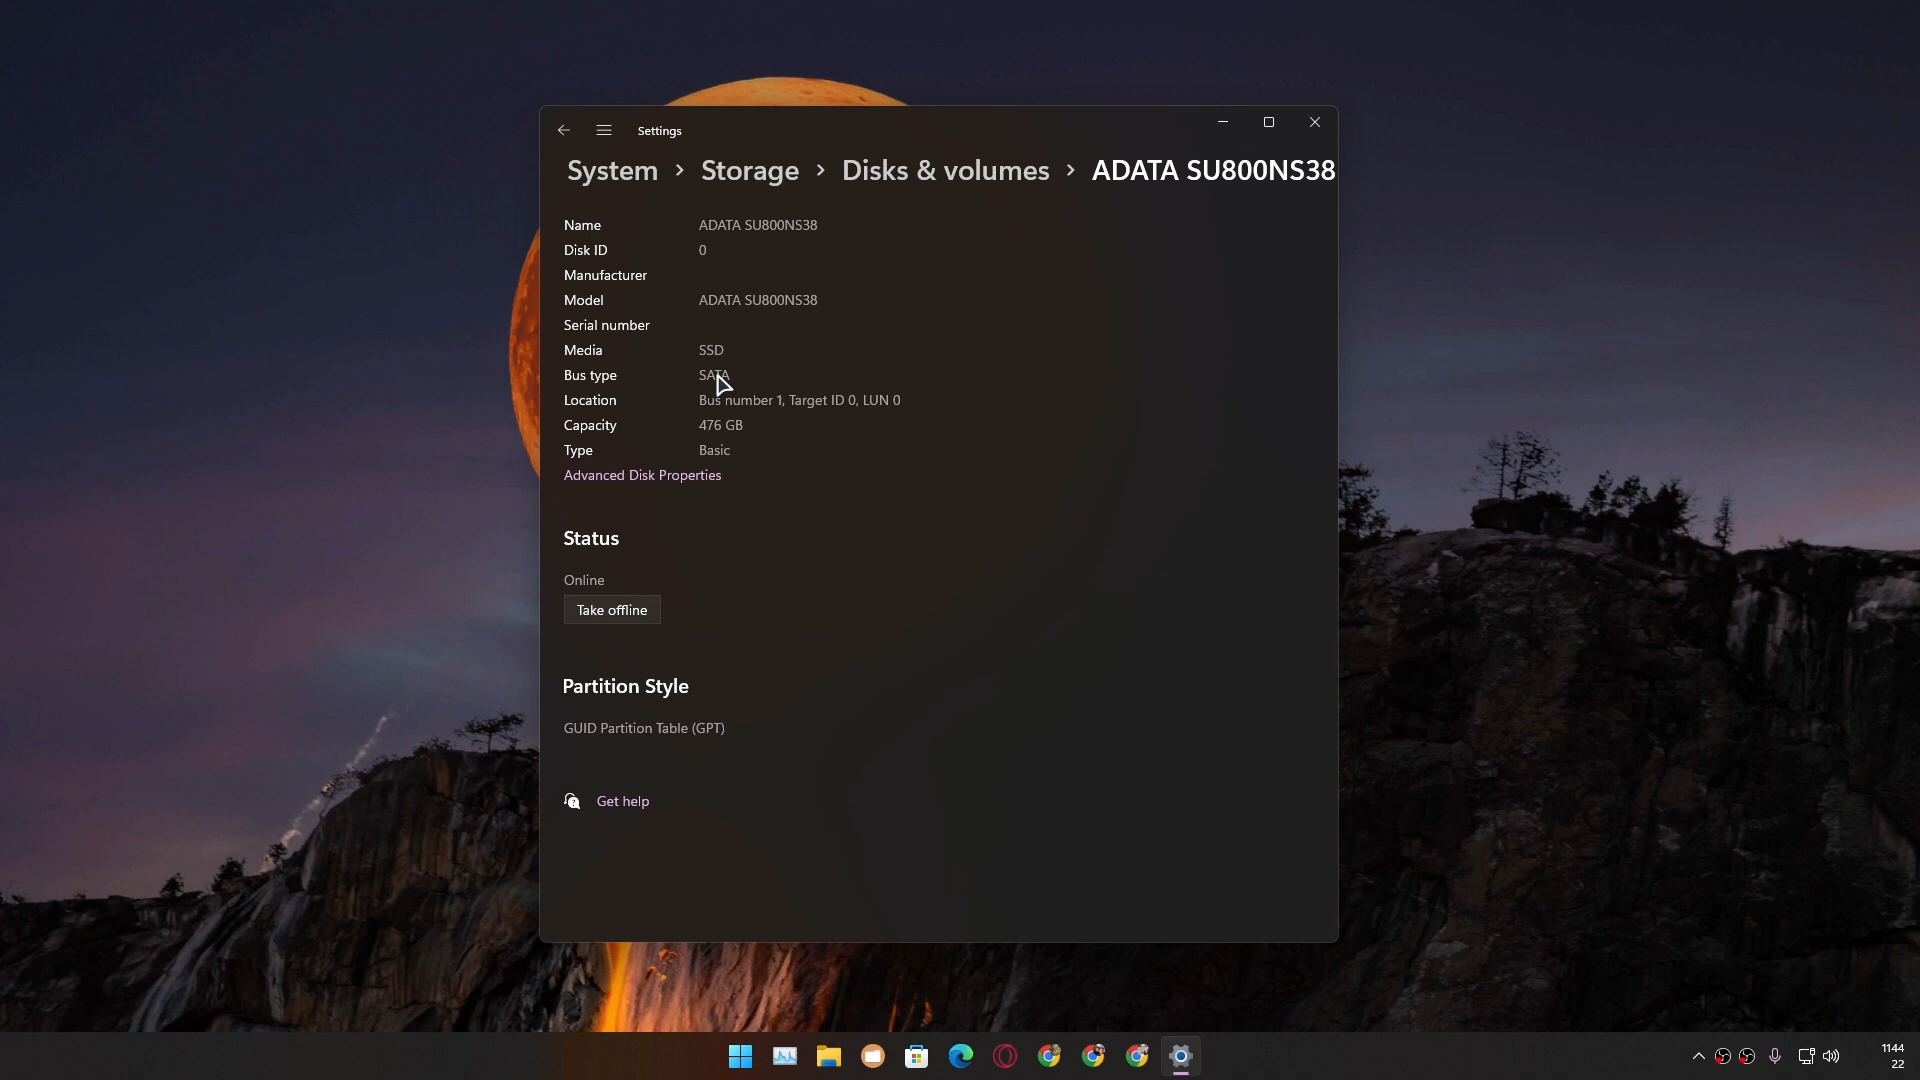 Settings
System > Storage > Disks & volumes > ADATA SU800NS38
Name ADATA SU800NS38
Disk ID 0
Manufacturer
Model ADATA SU800NS38
Serial number
Media SSD
Bus type SATA
Location Bus number 1, Target ID 0, LUN 0
Capacity 476 GB
Type Basic
Advanced Disk Properties
Status
Online
Take offline
Partition Style
GUID Partition Table (GPT)
Get help
1144
22